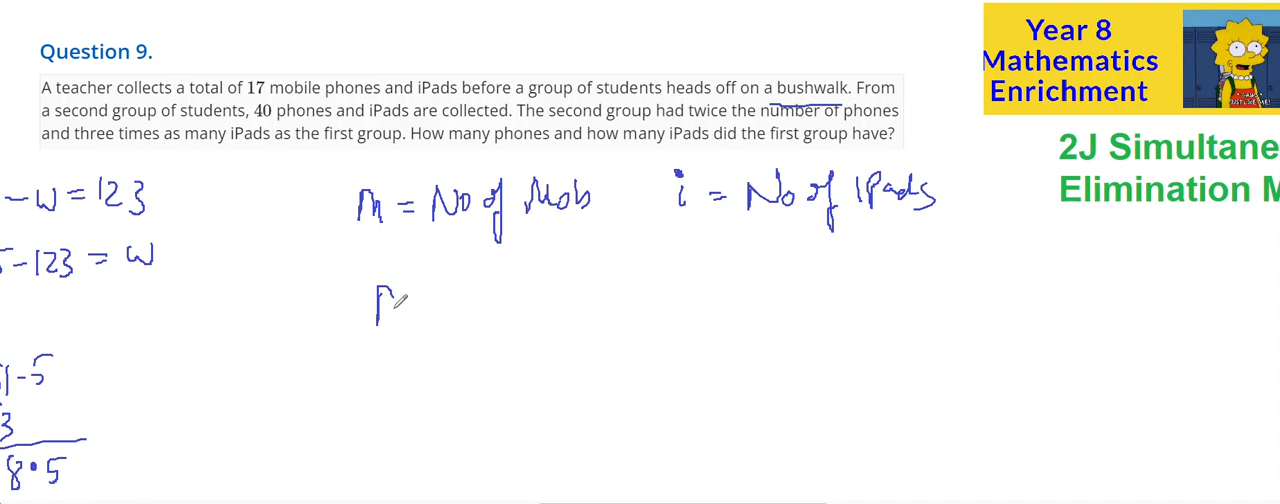 Question 9.
A teacher collects a total of 17 mobile phones and iPads before a group of students heads off on a bushwalk. From
a second group of students, 40 phones and iPads are collected. The second group had twice the number of phones
and three times as many iPads as the first group. How many phones and how many iPads did the first group have?
Year 8
Mathematics
Enrichment
2J Simultane
Elimination M
- w = 123
- 123 = w
- 5
3
8.5
m = No of Mob
i = No of iPads